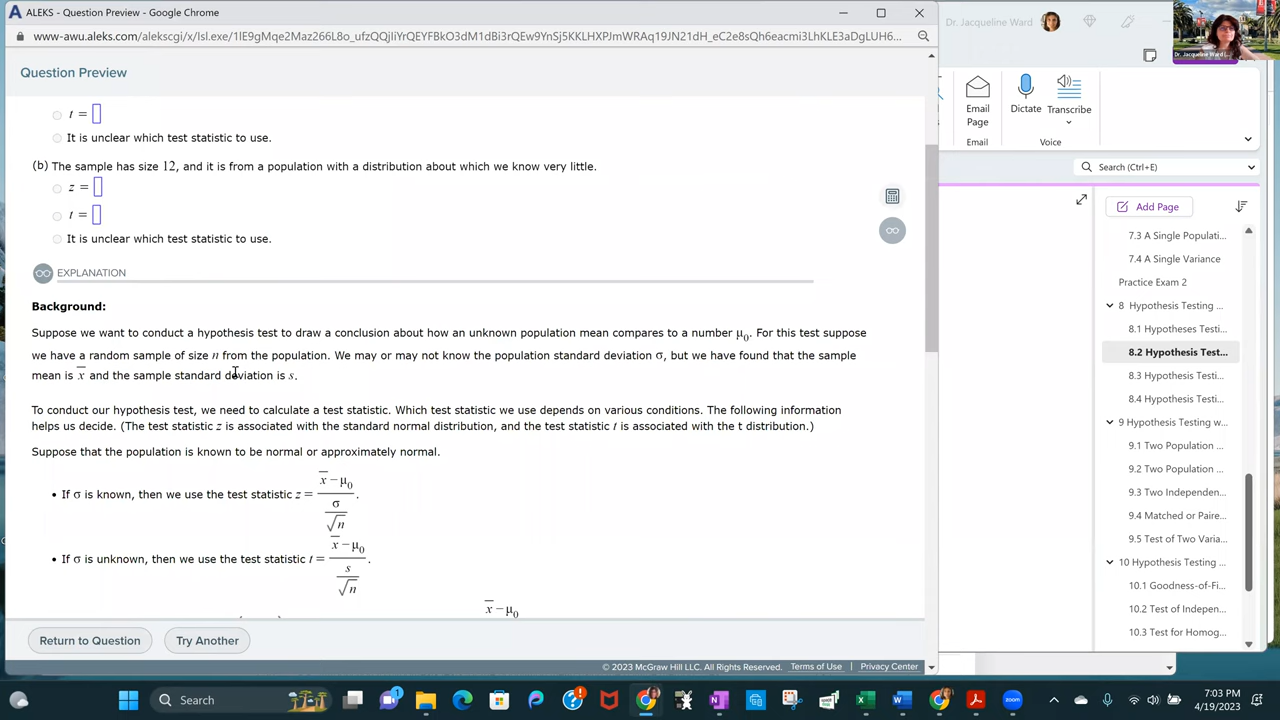 ALEKS - Question Preview - Google Chrome
Dr. Jacqueline Ward
Question Preview
t =
It is unclear which test statistic to use.
(b) The sample has size 12, and it is from a population with a distribution about which we know very little.
z =
t =
It is unclear which test statistic to use.
EXPLANATION
Background:
Suppose we want to conduct a hypothesis test to draw a conclusion about how an unknown population mean compares to a number μ0. For this test suppose
we have a random sample of size n from the population. We may or may not know the population standard deviation σ, but we have found that the sample
mean is x̄ and the sample standard deviation is s.
To conduct our hypothesis test, we need to calculate a test statistic. Which test statistic we use depends on various conditions. The following information
helps us decide. (The test statistic z is associated with the standard normal distribution, and the test statistic t is associated with the t distribution.)
Suppose that the population is known to be normal or approximately normal.
• If σ is known, then we use the test statistic z = (x̄ − μ0) / (σ / √n).
• If σ is unknown, then we use the test statistic t = (x̄ − μ0) / (s / √n).
x̄ − μ0
Return to Question
Try Another
© 2023 McGraw Hill LLC. All Rights Reserved. Terms of Use | Privacy Center
Email
Page
Dictate
Transcribe
Email
Voice
Search (Ctrl+E)
Add Page
7.3 A Single Populati...
7.4 A Single Variance
Practice Exam 2
8 Hypothesis Testing ...
8.1 Hypotheses Testi...
8.2 Hypothesis Test...
8.3 Hypothesis Testi...
8.4 Hypothesis Testi...
9 Hypothesis Testing w...
9.1 Two Population ...
9.2 Two Population ...
9.3 Two Independen...
9.4 Matched or Paire...
9.5 Test of Two Varia...
10 Hypothesis Testing ...
10.1 Goodness-of-Fi...
10.2 Test of Indepen...
10.3 Test for Homog...
Search
7:03 PM
4/19/2023